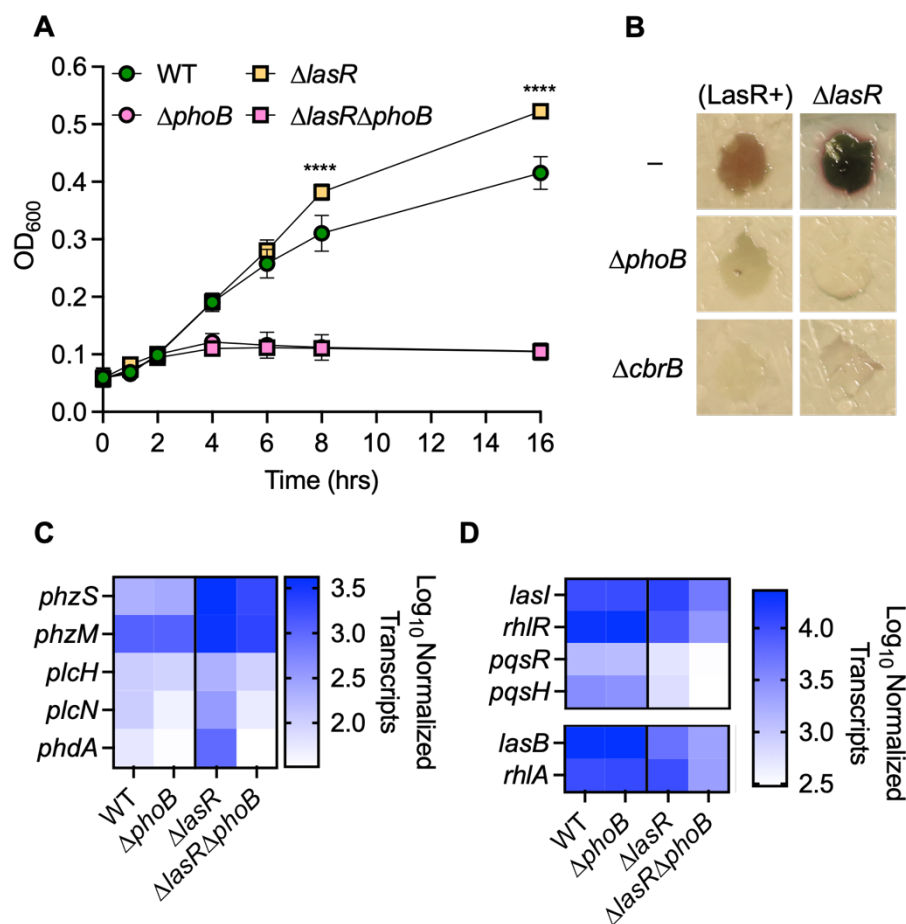 A
WT
ΔlasR
ΔphoB
ΔlasRΔphoB
****
****
0.6
0.5
0.4
0.3
0.2
0.1
0.0
OD600
0 2 4 6 8 10 12 14 16
Time (hrs)
B
(LasR+) ΔlasR
–
ΔphoB
ΔcbrB
C
phzS
phzM
plcH
plcN
phdA
WT
ΔphoB
ΔlasR
ΔlasRΔphoB
3.5
3.0
2.5
2.0
Log10 Normalized
Transcripts
D
lasI
rhlR
pqsR
pqsH
lasB
rhlA
WT
ΔphoB
ΔlasR
ΔlasRΔphoB
4.0
3.5
3.0
2.5
Log10 Normalized
Transcripts